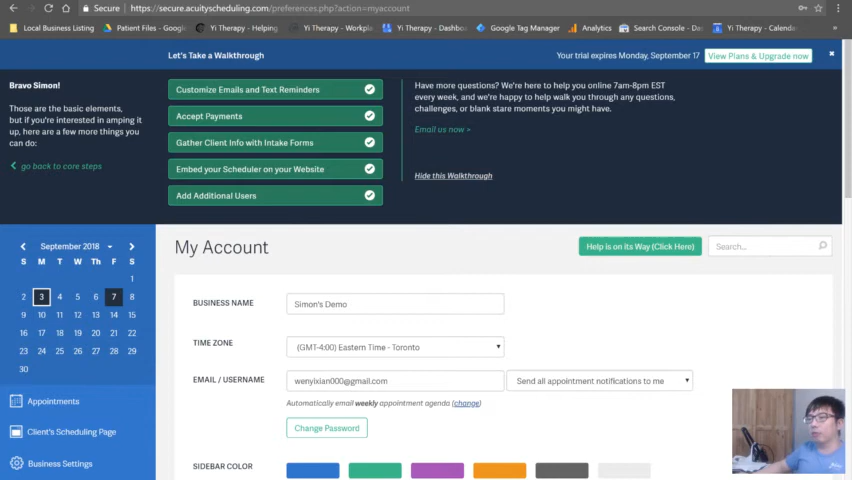 Secure https://secure.acuityscheduling.com/preferences.php?action=myaccount
Local Business Listing Patient Files - Google Yi Therapy - Helping Yi Therapy - Dashbo Google Tag Manager Analytics Search Console - Da Yi Therapy - Calenda
Let's Take a Walkthrough
Your trial expires Monday, September 17 View Plans & Upgrade now
Bravo Simon!
Those are the basic elements,
but if you're interested in amping it
up, here are a few more things you
can do:
go back to core steps
Customize Emails and Text Reminders
Accept Payments
Gather Client Info with Intake Forms
Embed your Scheduler on your Website
Add Additional Users
Have more questions? We're here to help you online 7am-8pm EST
every week, and we're happy to help walk you through any questions,
challenges, or blank stare moments you might have.
Email us now >
Hide this Walkthrough
September 2018
S M T W Th F S
1
2 3 4 5 6 7 8
9 10 11 12 13 14 15
16 17 18 19 20 21 22
23 24 25 26 27 28 29
30
Appointments
Client's Scheduling Page
Business Settings
My Account
Help is on its Way (Click Here)
Search...
BUSINESS NAME Simon's Demo
TIME ZONE (GMT-4:00) Eastern Time - Toronto
EMAIL / USERNAME wenyixian000@gmail.com Send all appointment notifications to me
Automatically email weekly appointment agenda (change)
Change Password
SIDEBAR COLOR